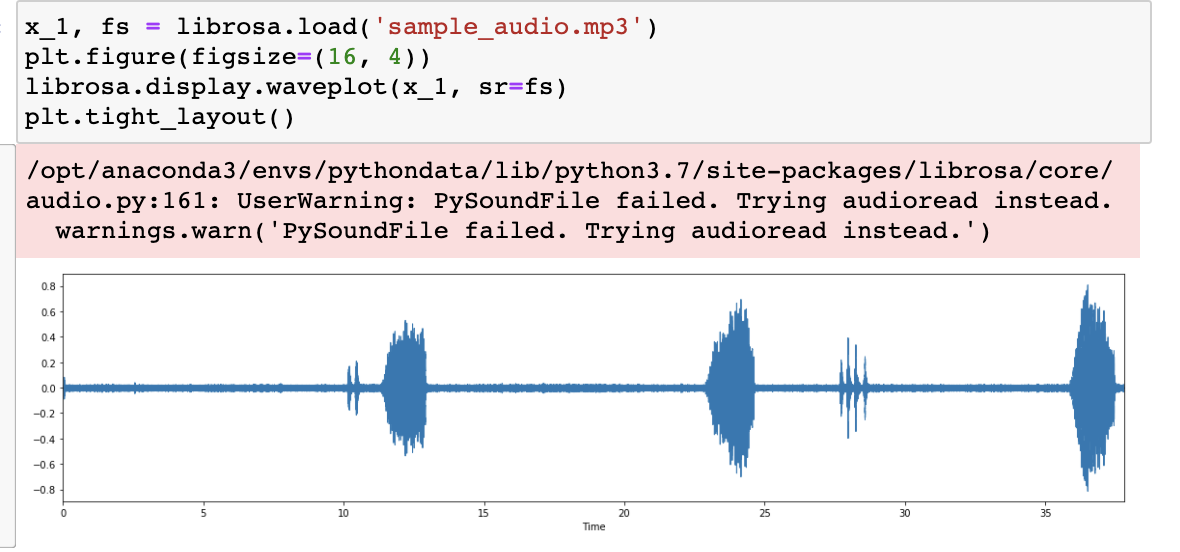 x_1, fs = librosa.load('sample_audio.mp3')
plt.figure(figsize=(16, 4))
librosa.display.waveplot(x_1, sr=fs)
plt.tight_layout()
/opt/anaconda3/envs/pythondata/lib/python3.7/site-packages/librosa/core/
audio.py:161: UserWarning: PySoundFile failed. Trying audioread instead.
  warnings.warn('PySoundFile failed. Trying audioread instead.')
0.8
0.6
0.4
0.2
0.0
−0.2
−0.4
−0.6
−0.8
0 5 10 15 20 25 30 35
Time